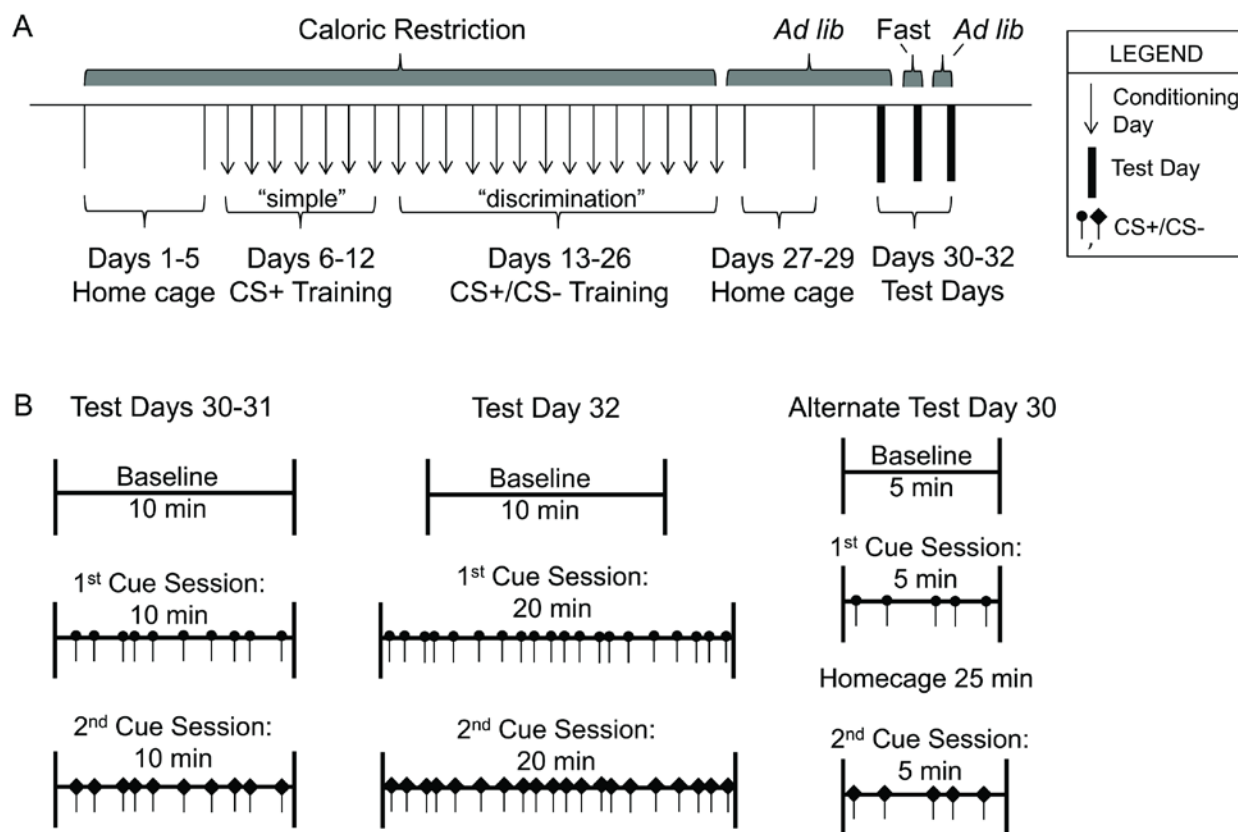 A
Caloric Restriction
Ad lib
Fast
Ad lib
LEGEND
Conditioning
Day
Test Day
CS+/CS-
,
“simple”
“discrimination”
Days 1-5
Home cage
Days 6-12
CS+ Training
Days 13-26
CS+/CS- Training
Days 27-29
Home cage
Days 30-32
Test Days
B
Test Days 30-31
Baseline
10 min
1st Cue Session:
10 min
2nd Cue Session:
10 min
Test Day 32
Baseline
10 min
1st Cue Session:
20 min
2nd Cue Session:
20 min
Alternate Test Day 30
Baseline
5 min
1st Cue Session:
5 min
Homecage 25 min
2nd Cue Session:
5 min